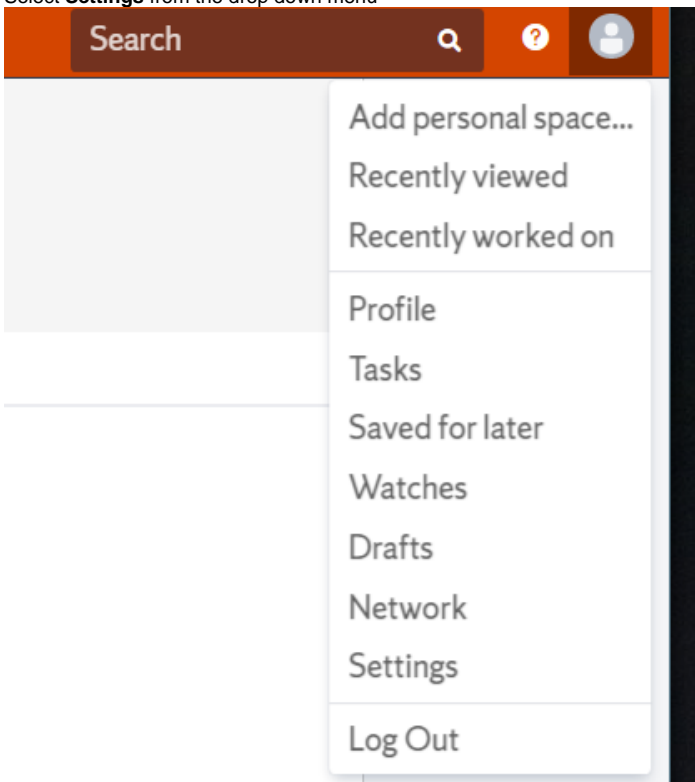 Select Settings from the drop down menu
Search
Add personal space...
Recently viewed
Recently worked on
Profile
Tasks
Saved for later
Watches
Drafts
Network
Settings
Log Out